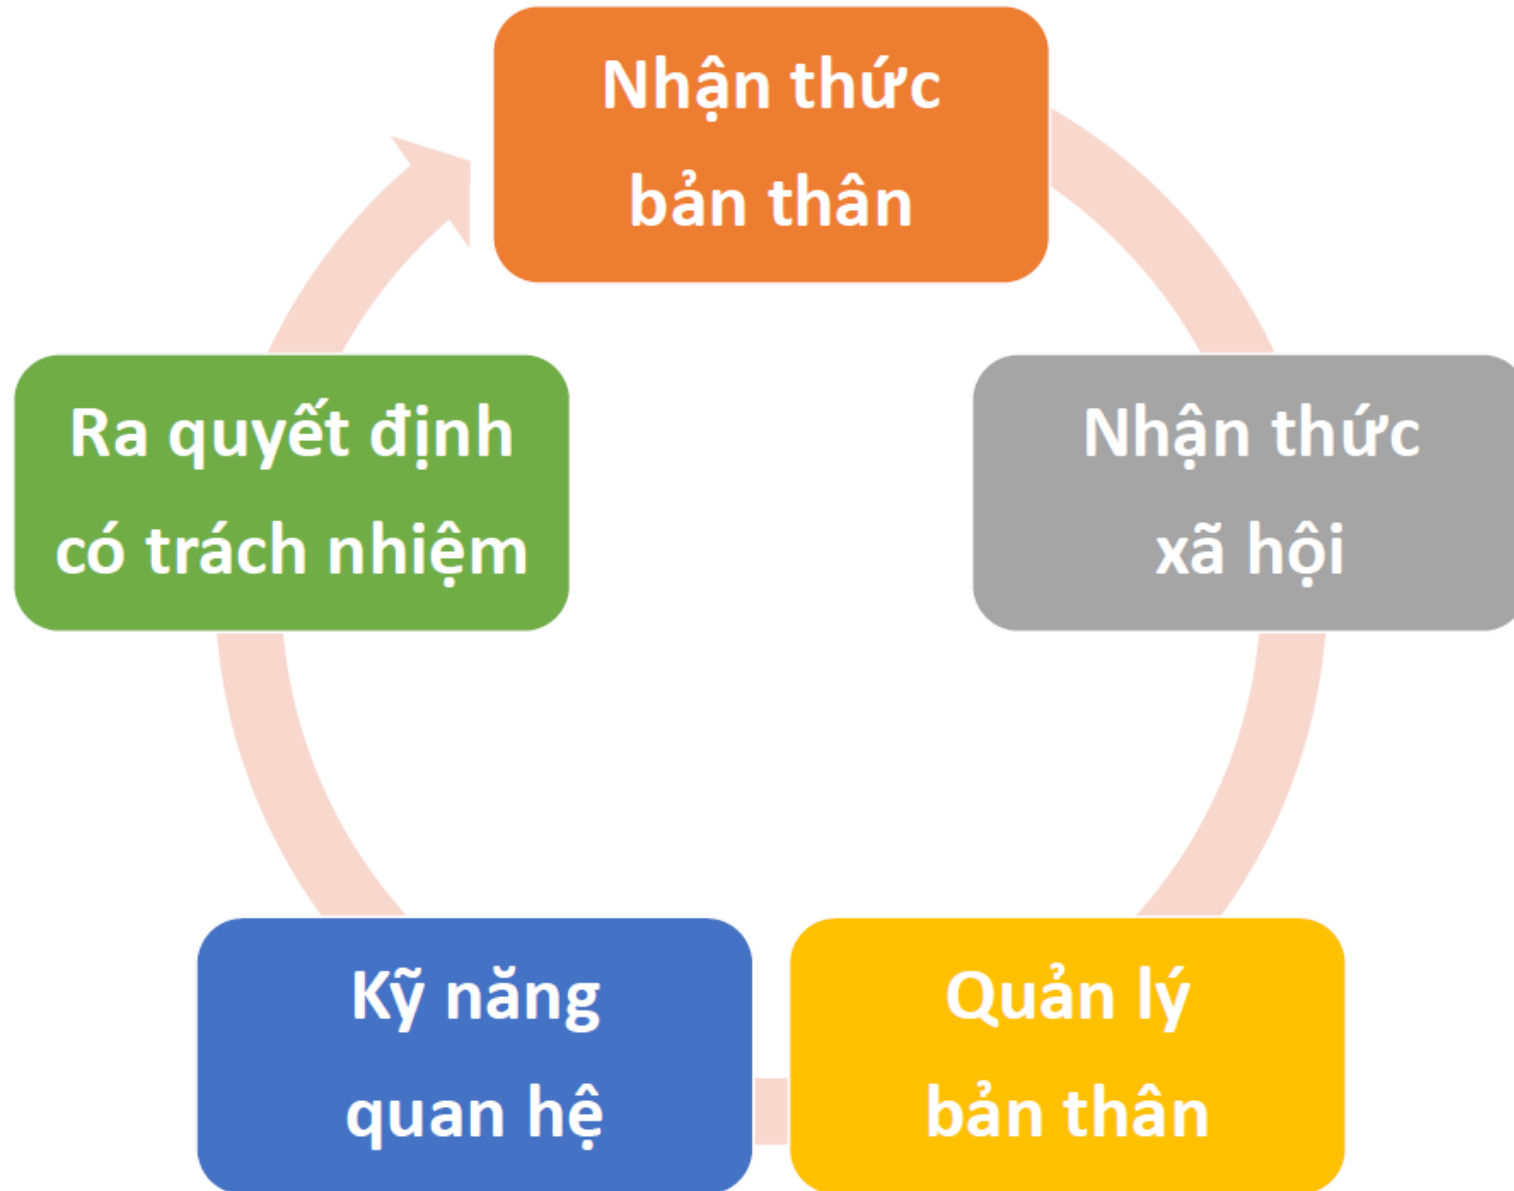 Nhận thức
bản thân
Nhận thức
xã hội
Quản lý
bản thân
Kỹ năng
quan hệ
Ra quyết định
có trách nhiệm